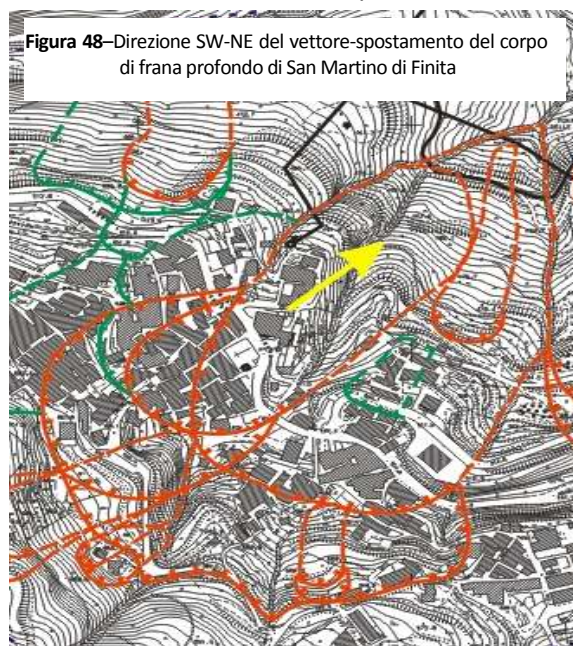 Figura 48–Direzione SW-NE del vettore-spostamento del corpo
di frana profondo di San Martino di Finita